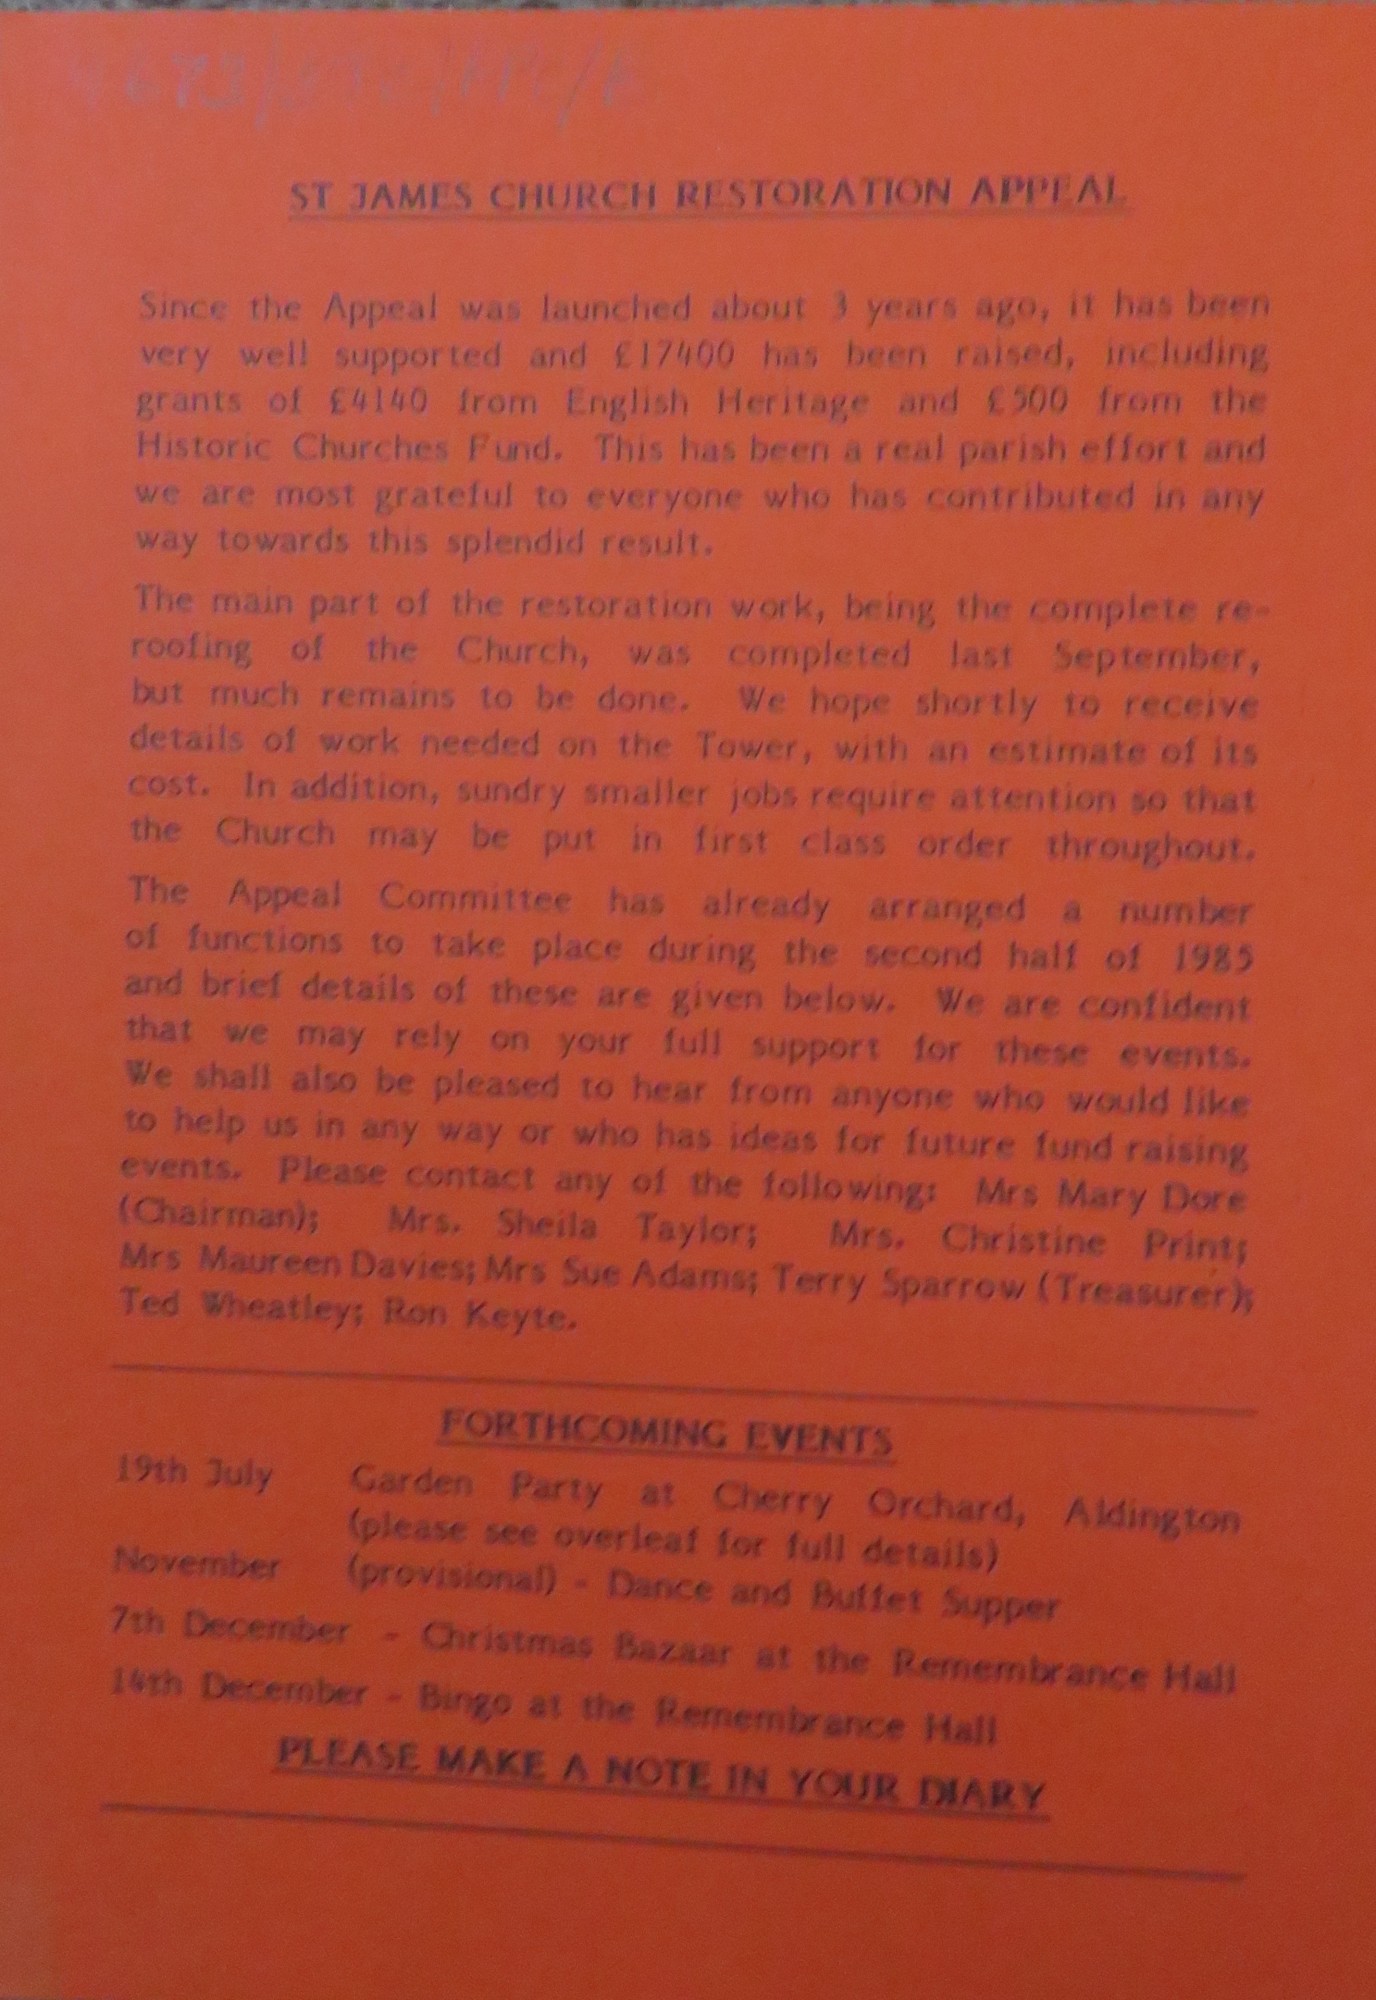 ST JAMES CHURCH RESTORATION APPEAL
Since the Appeal was launched about 3 years ago, it has been
very well supported and £17400 has been raised, including
grants of £4140 from English Heritage and £500 from the
Historic Churches Fund. This has been a real parish effort and
we are most grateful to everyone who has contributed in any
way towards this splendid result.
The main part of the restoration work, being the complete re-
roofing of the Church, was completed last September,
but much remains to be done. We hope shortly to receive
details of work needed on the Tower, with an estimate of its
cost. In addition, sundry smaller jobs require attention so that
the Church may be put in first class order throughout.
The Appeal Committee has already arranged a number
of functions to take place during the second half of 1985
and brief details of these are given below. We are confident
that we may rely on your full support for these events.
We shall also be pleased to hear from anyone who would like
to help us in any way or who has ideas for future fund raising
events. Please contact any of the following: Mrs Mary Dore
(Chairman); Mrs. Sheila Taylor; Mrs. Christine Print;
Mrs Maureen Davies; Mrs Sue Adams; Terry Sparrow (Treasurer);
Ted Wheatley; Ron Keyte.
FORTHCOMING EVENTS
19th July Garden Party at Cherry Orchard, Aldington
(please see overleaf for full details)
November (provisional) - Dance and Buffet Supper
7th December - Christmas Bazaar at the Remembrance Hall
14th December - Bingo at the Remembrance Hall
PLEASE MAKE A NOTE IN YOUR DIARY